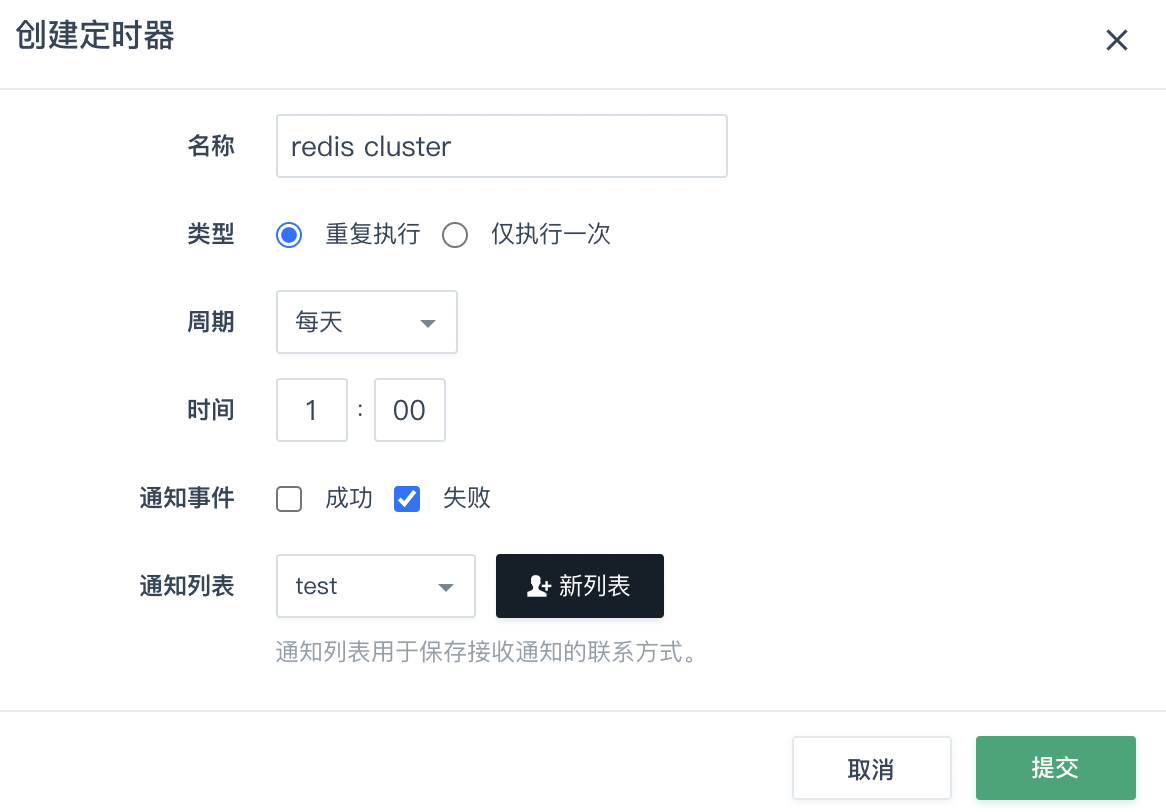 创建定时器
名称 redis cluster
类型 重复执行 仅执行一次
周期 每天
时间 1 : 00
通知事件 成功 失败
通知列表 test 新列表
通知列表用于保存接收通知的联系方式。
取消 提交